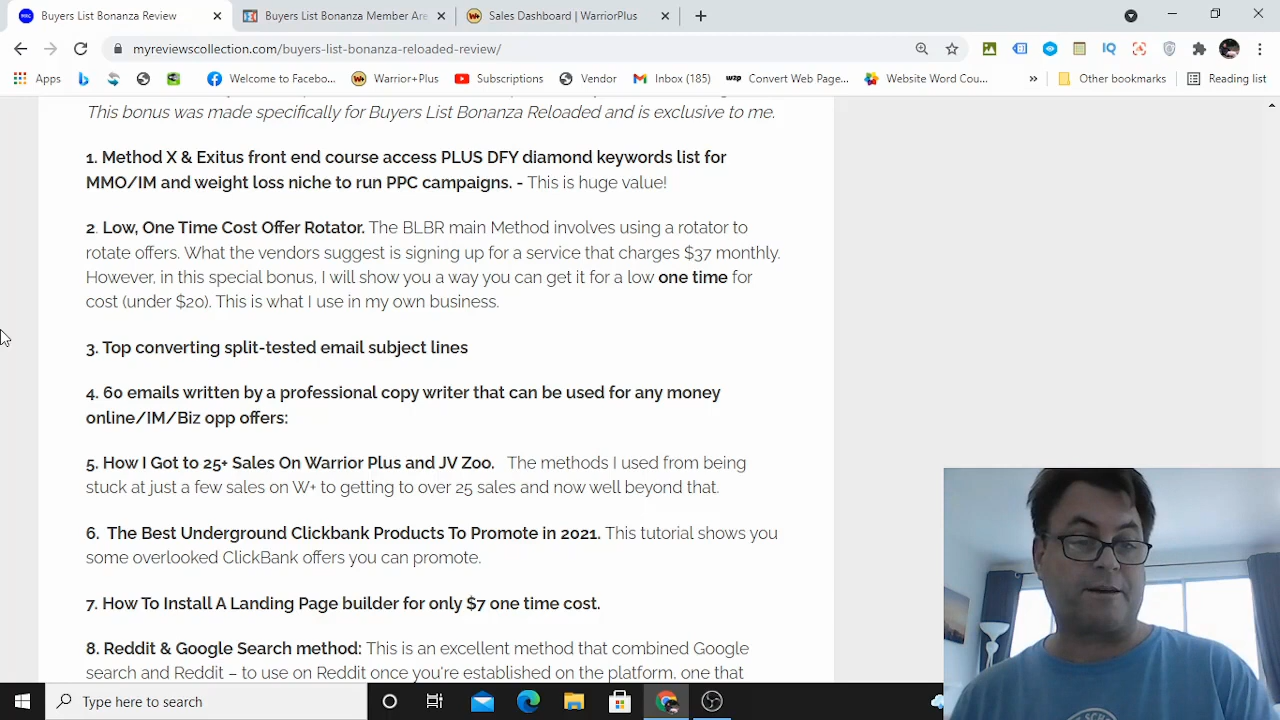 Buyers List Bonanza Review
Buyers List Bonanza Member Are
Sales Dashboard | WarriorPlus
myreviewscollection.com/buyers-list-bonanza-reloaded-review/
Apps
Welcome to Facebo...
Warrior+Plus
Subscriptions
Vendor
Inbox (185)
Convert Web Page...
Website Word Cou...
»
Other bookmarks
Reading list
This bonus was made specifically for Buyers List Bonanza Reloaded and is exclusive to me.
1. Method X & Exitus front end course access PLUS DFY diamond keywords list for
MMO/IM and weight loss niche to run PPC campaigns. - This is huge value!
2. Low, One Time Cost Offer Rotator. The BLBR main Method involves using a rotator to
rotate offers. What the vendors suggest is signing up for a service that charges $37 monthly.
However, in this special bonus, I will show you a way you can get it for a low one time for
cost (under $20). This is what I use in my own business.
3. Top converting split-tested email subject lines
4. 60 emails written by a professional copy writer that can be used for any money
online/IM/Biz opp offers:
5. How I Got to 25+ Sales On Warrior Plus and JV Zoo. The methods I used from being
stuck at just a few sales on W+ to getting to over 25 sales and now well beyond that.
6. The Best Underground Clickbank Products To Promote in 2021. This tutorial shows you
some overlooked ClickBank offers you can promote.
7. How To Install A Landing Page builder for only $7 one time cost.
8. Reddit & Google Search method: This is an excellent method that combined Google
search and Reddit – to use on Reddit once you're established on the platform, one that
Type here to search